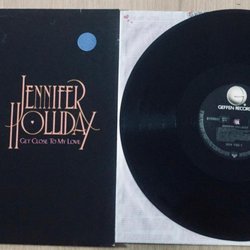 JENNIFER
HOLLIDAY
GET CLOSE TO MY LOVE
GEFFEN RECORDS